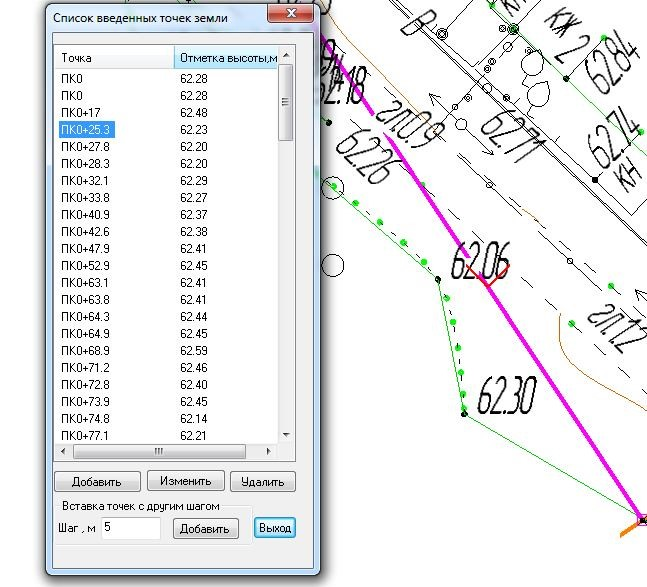 Список введенных точек земли
Точка Отметка высоты,м
ПК0 62.28
ПК0 62.28
ПК0+17 62.48
ПК0+25.3 62.23
ПК0+27.8 62.20
ПК0+28.3 62.20
ПК0+32.1 62.29
ПК0+33.8 62.27
ПК0+40.9 62.37
ПК0+42.6 62.38
ПК0+47.9 62.41
ПК0+52.9 62.45
ПК0+63.1 62.41
ПК0+63.8 62.41
ПК0+64.3 62.44
ПК0+64.9 62.45
ПК0+68.9 62.59
ПК0+71.2 62.46
ПК0+72.8 62.40
ПК0+73.9 62.45
ПК0+74.8 62.14
ПК0+77.1 62.21
Добавить Изменить Удалить
Вставка точек с другим шагом
Шаг , м 5 Добавить Выход
В
КЖ 2
62.84
гл.0.9
62.71
62.74
КН
62.26
62.06
гл.1.2
62.30